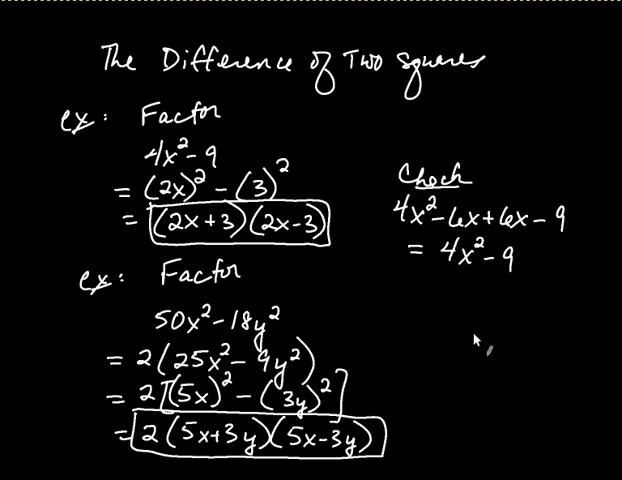 The Difference of Two Squares
ex: Factor
4x² - 9
= (2x)² - (3)²
= (2x+3)(2x-3)
Check
4x² - 6x + 6x - 9
= 4x² - 9
ex: Factor
50x² - 18y²
= 2(25x² - 9y²)
= 2[(5x)² - (3y)²]
= 2(5x+3y)(5x-3y)